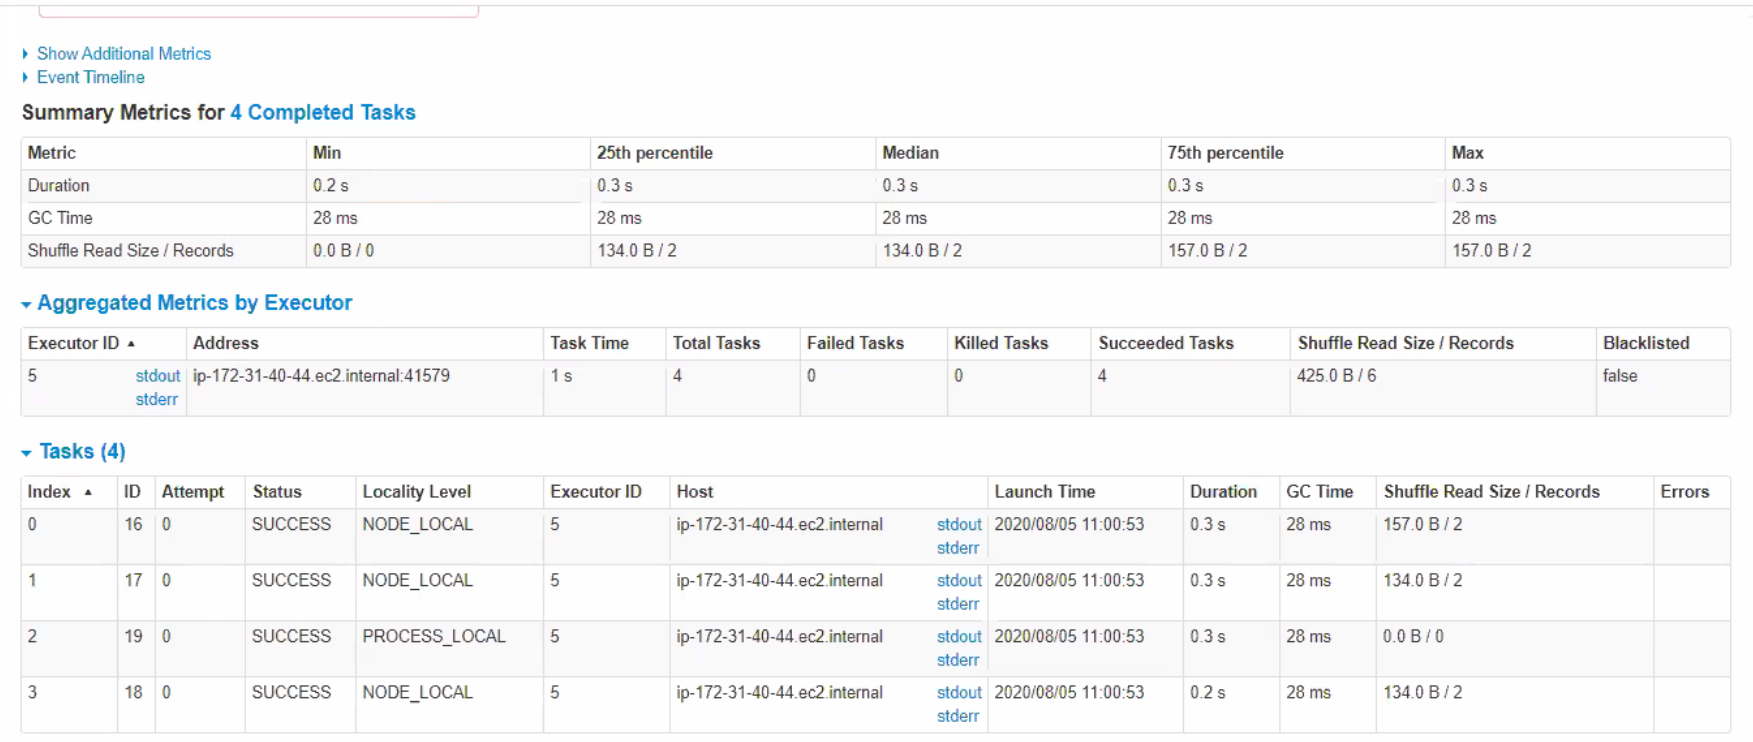 Show Additional Metrics
Event Timeline
Summary Metrics for 4 Completed Tasks
Metric Min 25th percentile Median 75th percentile Max
Duration 0.2 s 0.3 s 0.3 s 0.3 s 0.3 s
GC Time 28 ms 28 ms 28 ms 28 ms 28 ms
Shuffle Read Size / Records 0.0 B / 0 134.0 B / 2 134.0 B / 2 157.0 B / 2 157.0 B / 2
Aggregated Metrics by Executor
Executor ID Address Task Time Total Tasks Failed Tasks Killed Tasks Succeeded Tasks Shuffle Read Size / Records Blacklisted
5 stdout ip-172-31-40-44.ec2.internal:41579 1 s 4 0 0 4 425.0 B / 6 false
stderr
Tasks (4)
Index ID Attempt Status Locality Level Executor ID Host Launch Time Duration GC Time Shuffle Read Size / Records Errors
0 16 0 SUCCESS NODE_LOCAL 5 ip-172-31-40-44.ec2.internal stdout 2020/08/05 11:00:53 0.3 s 28 ms 157.0 B / 2
stderr
1 17 0 SUCCESS NODE_LOCAL 5 ip-172-31-40-44.ec2.internal stdout 2020/08/05 11:00:53 0.3 s 28 ms 134.0 B / 2
stderr
2 19 0 SUCCESS PROCESS_LOCAL 5 ip-172-31-40-44.ec2.internal stdout 2020/08/05 11:00:53 0.3 s 28 ms 0.0 B / 0
stderr
3 18 0 SUCCESS NODE_LOCAL 5 ip-172-31-40-44.ec2.internal stdout 2020/08/05 11:00:53 0.2 s 28 ms 134.0 B / 2
stderr